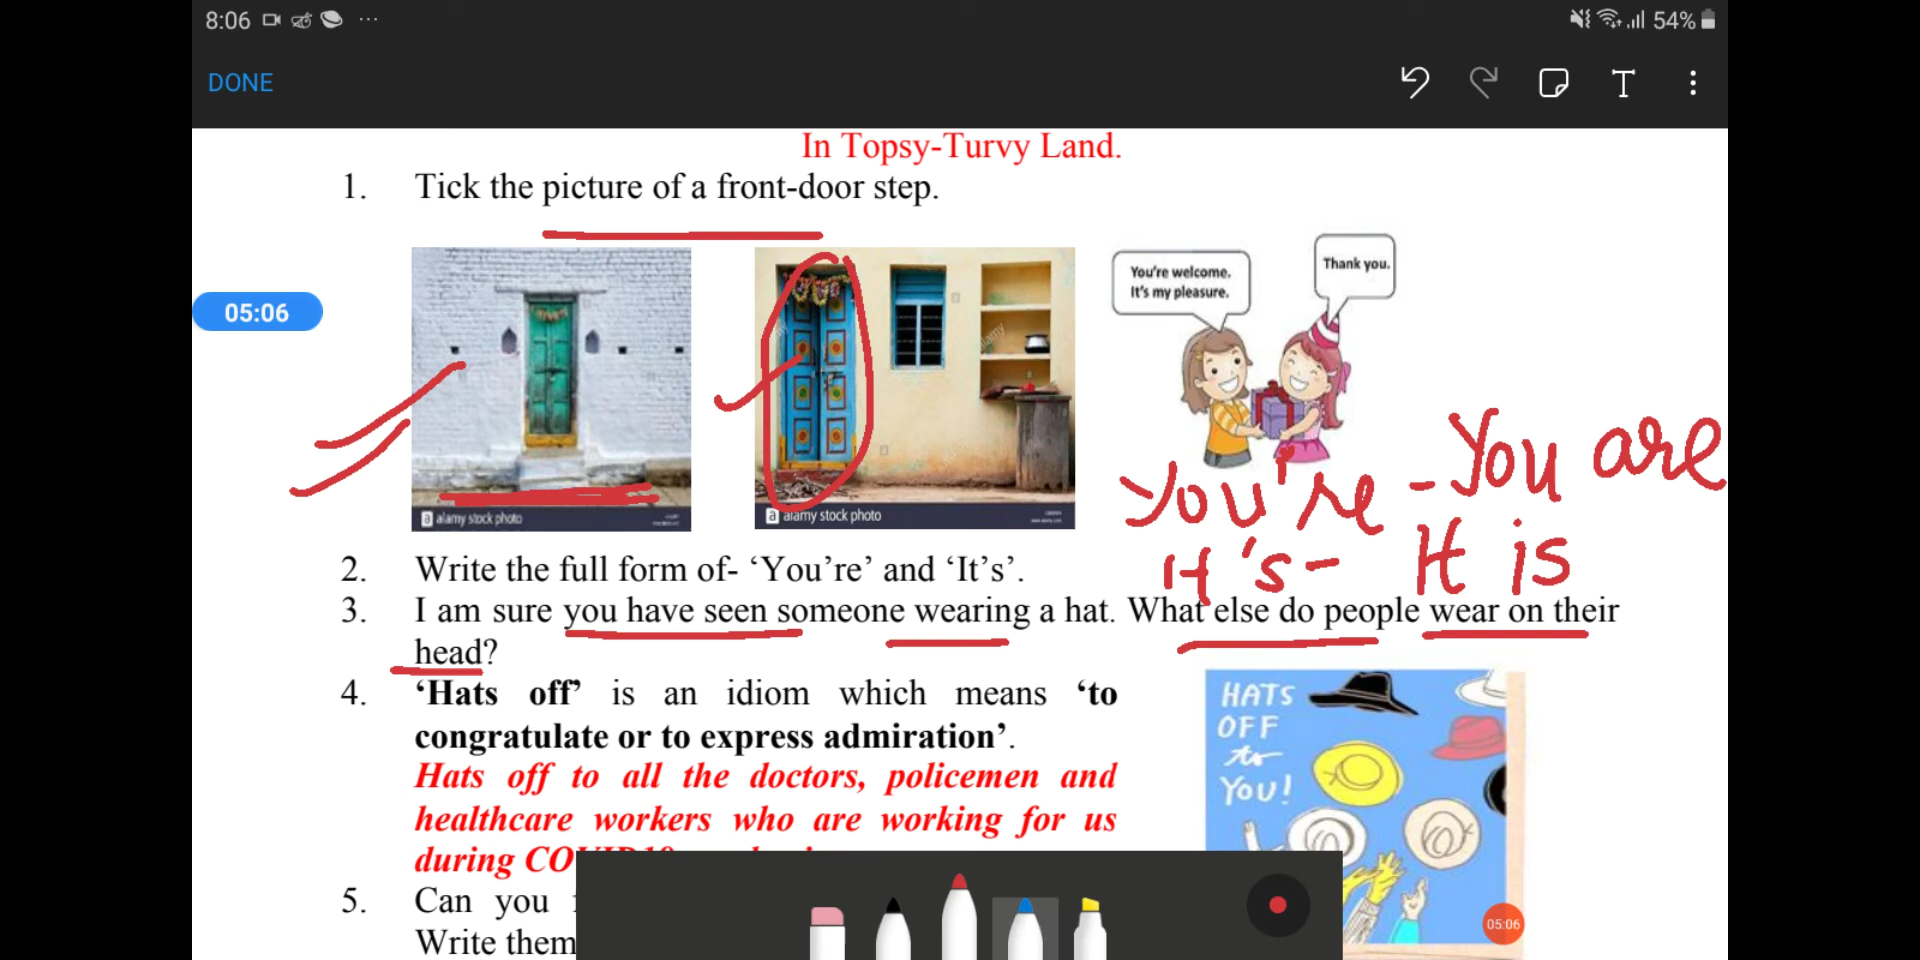 8:06 ... 54%
DONE
T
In Topsy-Turvy Land.
1. Tick the picture of a front-door step.
05:06
You're welcome.
It's my pleasure.
Thank you.
alamy
alamy
a alamy stock photo
a alamy stock photo
You're - You are
It's - It is
2. Write the full form of- ‘You’re’ and ‘It’s’.
3. I am sure you have seen someone wearing a hat. What else do people wear on their
head?
4. ‘Hats off’ is an idiom which means ‘to
congratulate or to express admiration’.
Hats off to all the doctors, policemen and
healthcare workers who are working for us
during
HATS
OFF
to
YOU!
5. Can you
Write them
05:06